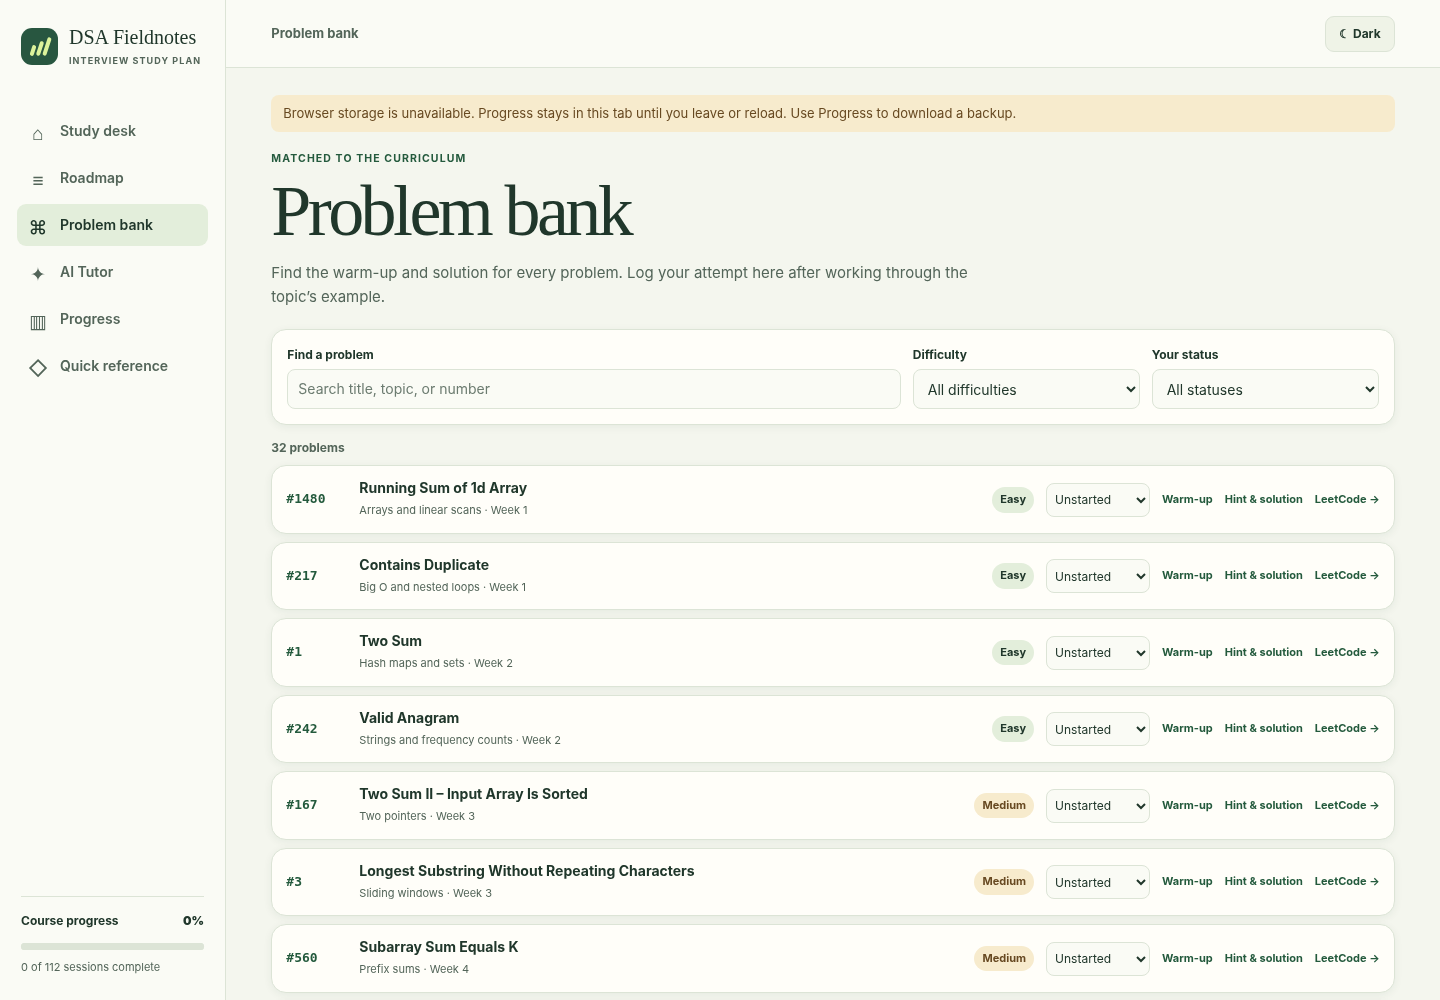 DSA Fieldnotes
INTERVIEW STUDY PLAN
Study desk
Roadmap
Problem bank
AI Tutor
Progress
Quick reference
Course progress 0%
0 of 112 sessions complete
Problem bank
☾ Dark
Browser storage is unavailable. Progress stays in this tab until you leave or reload. Use Progress to download a backup.
MATCHED TO THE CURRICULUM
Problem bank
Find the warm-up and solution for every problem. Log your attempt here after working through the
topic’s example.
Find a problem Difficulty Your status
Search title, topic, or number All difficulties All statuses
32 problems
#1480 Running Sum of 1d Array Easy Unstarted Warm-up Hint & solution LeetCode →
Arrays and linear scans · Week 1
#217 Contains Duplicate Easy Unstarted Warm-up Hint & solution LeetCode →
Big O and nested loops · Week 1
#1 Two Sum Easy Unstarted Warm-up Hint & solution LeetCode →
Hash maps and sets · Week 2
#242 Valid Anagram Easy Unstarted Warm-up Hint & solution LeetCode →
Strings and frequency counts · Week 2
#167 Two Sum II – Input Array Is Sorted Medium Unstarted Warm-up Hint & solution LeetCode →
Two pointers · Week 3
#3 Longest Substring Without Repeating Characters Medium Unstarted Warm-up Hint & solution LeetCode →
Sliding windows · Week 3
#560 Subarray Sum Equals K Medium Unstarted Warm-up Hint & solution LeetCode →
Prefix sums · Week 4